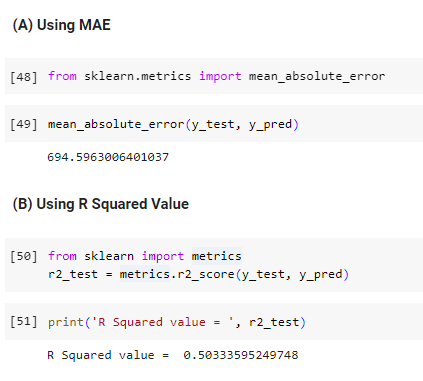 (A) Using MAE
[48] from sklearn.metrics import mean_absolute_error
[49] mean_absolute_error(y_test, y_pred)
694.5963006401037
(B) Using R Squared Value
[50] from sklearn import metrics
r2_test = metrics.r2_score(y_test, y_pred)
[51] print('R Squared value = ', r2_test)
R Squared value =  0.50333595249748